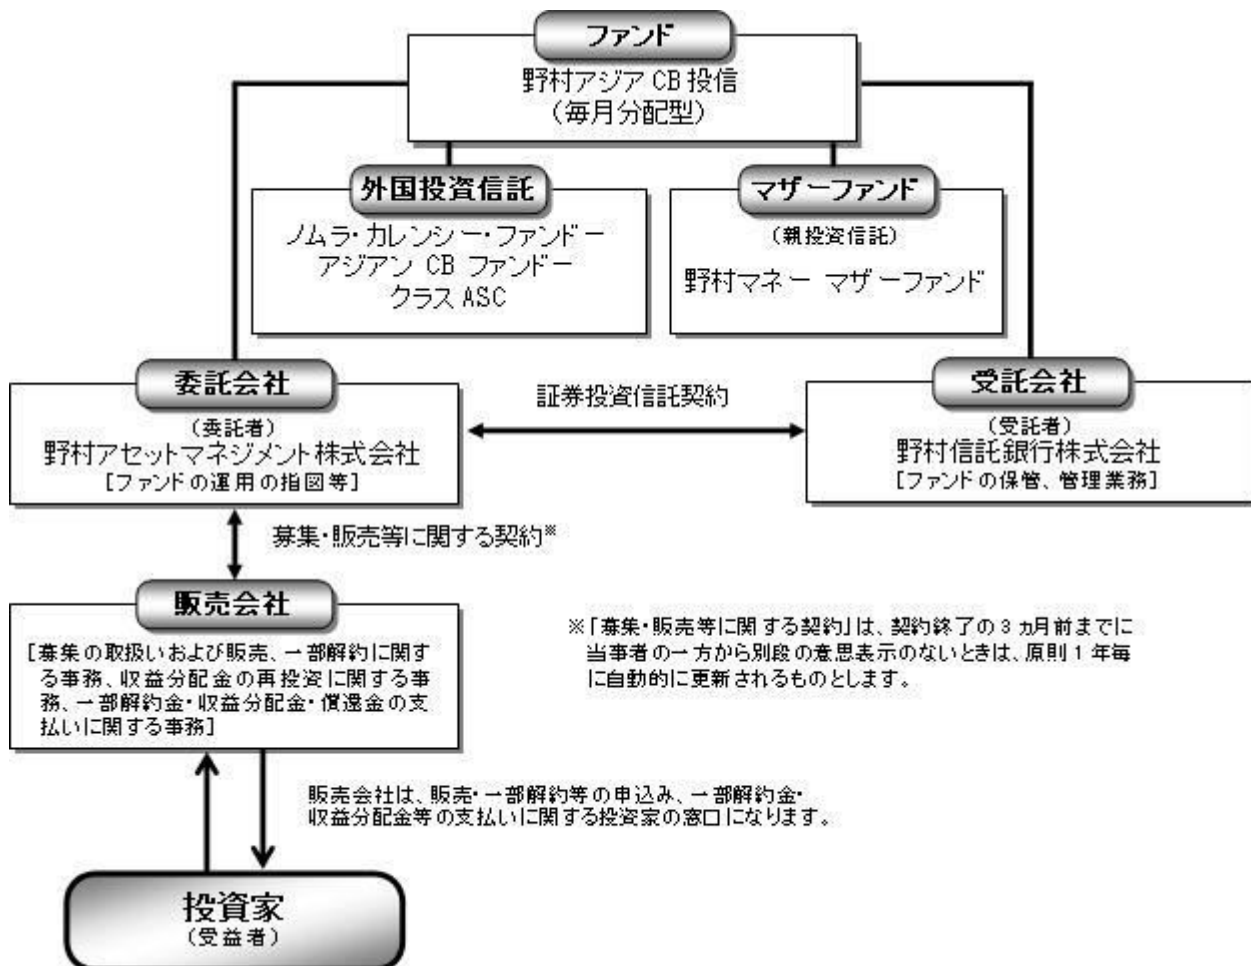 ファンド
野村アジア CB 投信
（毎月分配型）
外国投資信託
ノムラ・カレンシー・ファンドー
アジアン CB ファンドー
クラス ASC
マザーファンド
（親投資信託）
野村マネー マザーファンド
委託会社
（委託者）
野村アセットマネジメント株式会社
[ファンドの運用の指図等]
証券投資信託契約
受託会社
（受託者）
野村信託銀行株式会社
[ファンドの保管、管理業務]
募集・販売等に関する契約※
販売会社
[募集の取扱いおよび販売、一部解約に関す
る事務、収益分配金の再投資に関する事
務、一部解約金・収益分配金・償還金の支
払いに関する事務]
※「募集・販売等に関する契約」は、契約終了の3ヵ月前までに
当事者の一方から別段の意思表示のないときは、原則1年毎
に自動的に更新されるものとします。
販売会社は、販売・一部解約等の申込み、一部解約金・
収益分配金等の支払いに関する投資家の窓口になります。
投資家
（受益者）